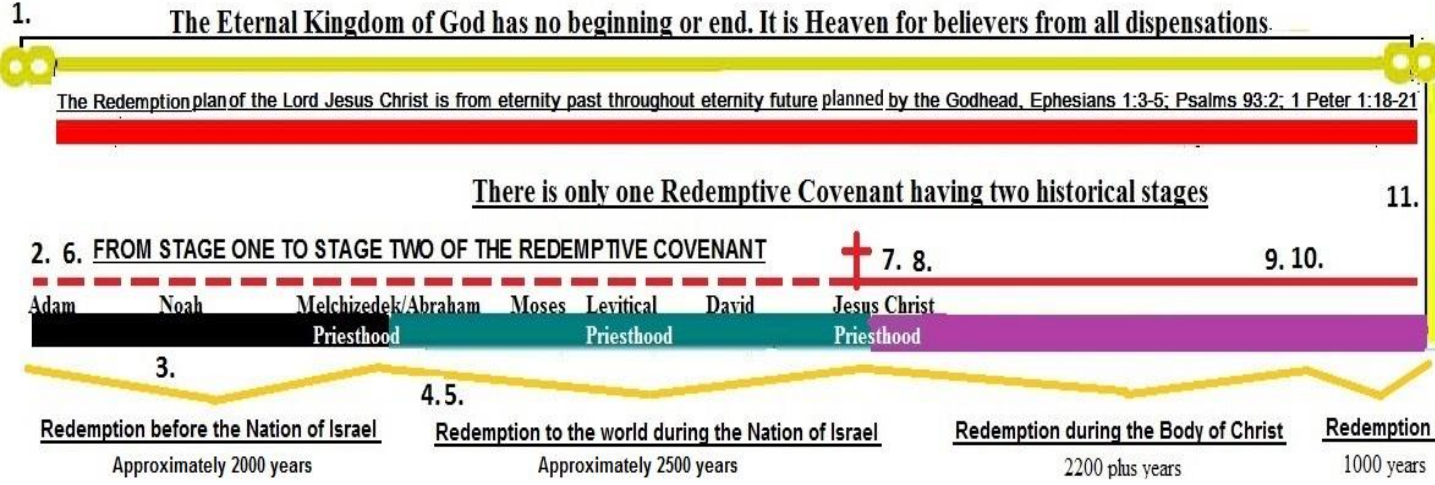 1.
The Eternal Kingdom of God has no beginning or end. It is Heaven for believers from all dispensations
The Redemption plan of the Lord Jesus Christ is from eternity past throughout eternity future planned by the Godhead, Ephesians 1:3-5; Psalms 93:2; 1 Peter 1:18-21
There is only one Redemptive Covenant having two historical stages
11.
2. 6. FROM STAGE ONE TO STAGE TWO OF THE REDEMPTIVE COVENANT 7. 8. 9. 10.
Adam Noah Melchizedek/Abraham Moses Levitical David Jesus Christ
Priesthood Priesthood Priesthood
3.
4. 5.
Redemption before the Nation of Israel Redemption to the world during the Nation of Israel Redemption during the Body of Christ Redemption
Approximately 2000 years Approximately 2500 years 2200 plus years 1000 years